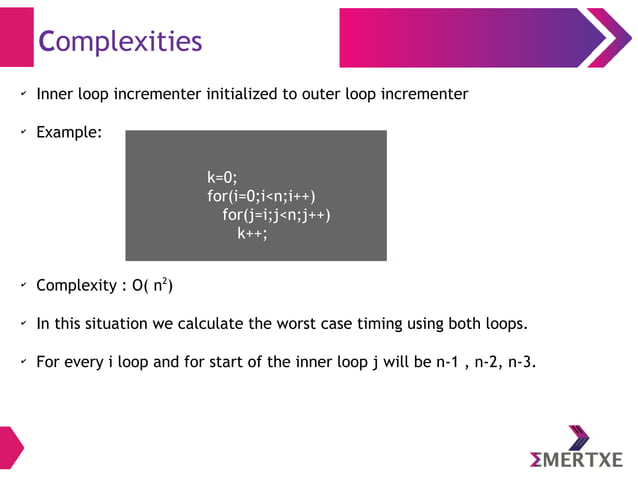 Complexities
✔ Inner loop incrementer initialized to outer loop incrementer
✔ Example:
k=0;
for(i=0;i<n;i++)
for(j=i;j<n;j++)
k++;
✔ Complexity : O( n²)
✔ In this situation we calculate the worst case timing using both loops.
✔ For every i loop and for start of the inner loop j will be n-1 , n-2, n-3.
EMERTXE